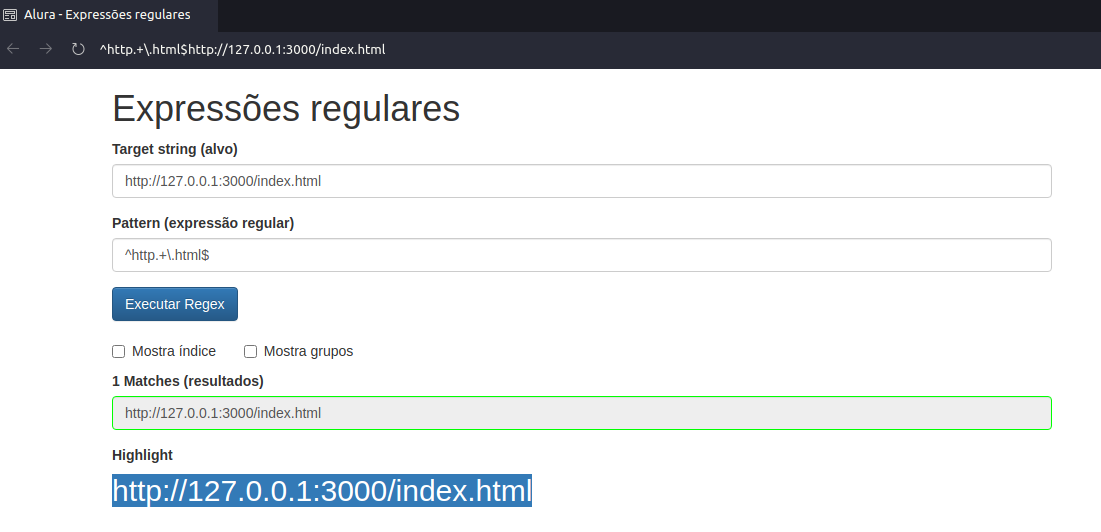 Alura - Expressões regulares
^http.+\.html$http://127.0.0.1:3000/index.html
Expressões regulares
Target string (alvo)
http://127.0.0.1:3000/index.html
Pattern (expressão regular)
^http.+\.html$
Executar Regex
Mostra índice Mostra grupos
1 Matches (resultados)
http://127.0.0.1:3000/index.html
Highlight
http://127.0.0.1:3000/index.html